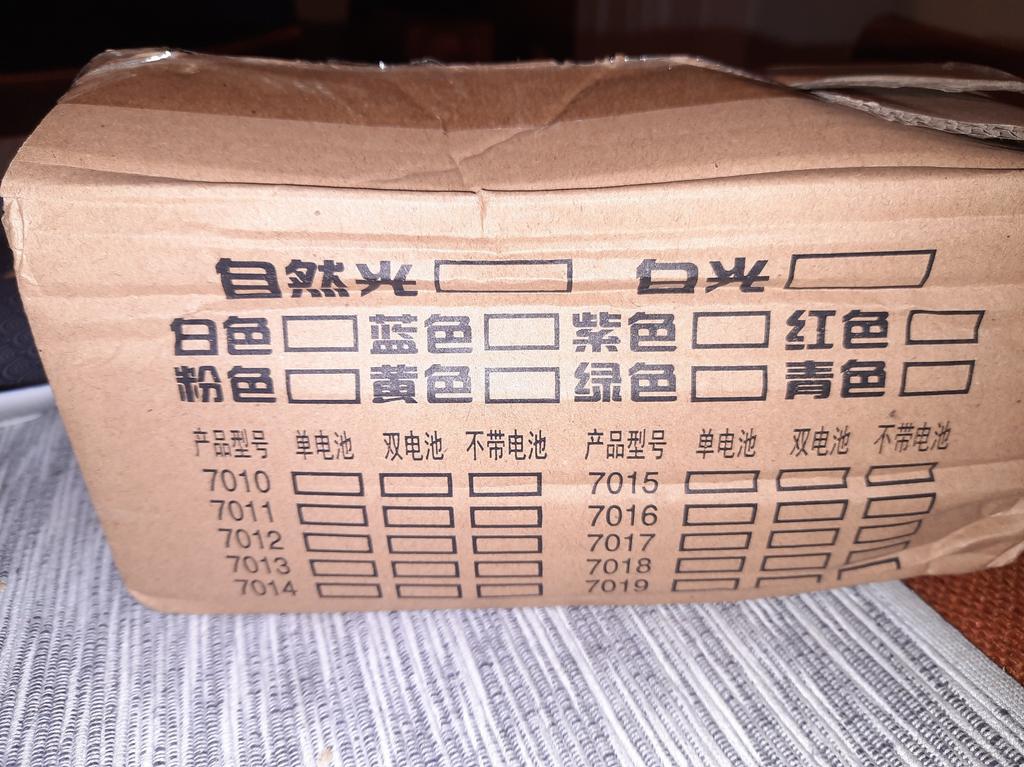 自然光 白光
白色 蓝色 紫色 红色
粉色 黄色 绿色 青色
产品型号 单电池 双电池 不带电池 产品型号 单电池 双电池 不带电池
7010 7015
7011 7016
7012 7017
7013 7018
7014 7019